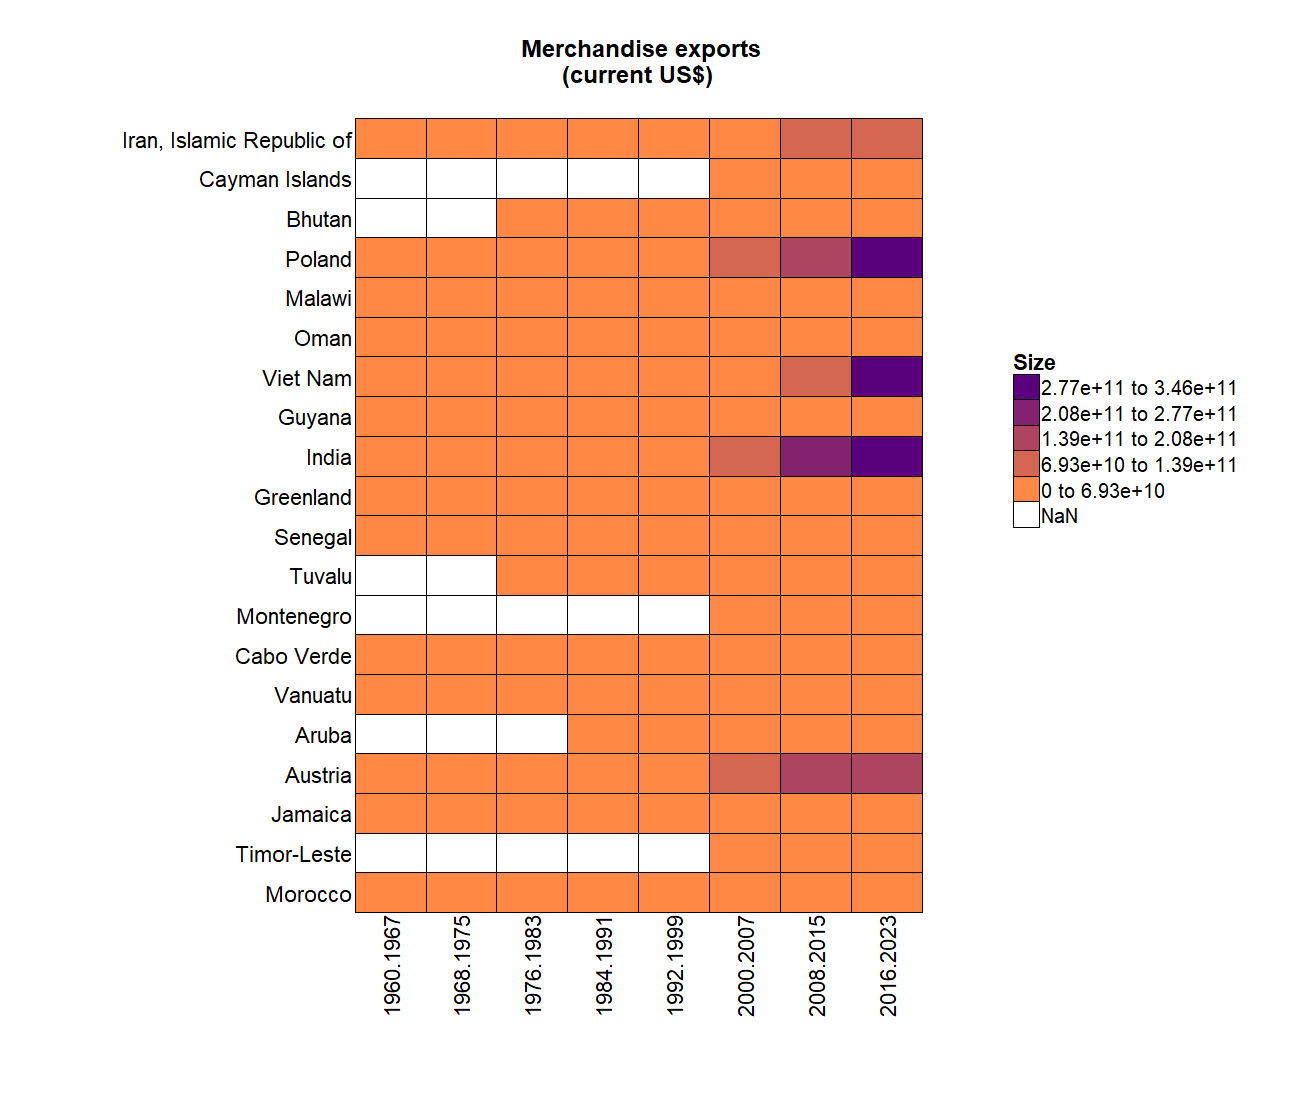 Merchandise exports
(current US$)
Iran, Islamic Republic of
Cayman Islands
Bhutan
Poland
Malawi
Oman
Viet Nam
Guyana
India
Greenland
Senegal
Tuvalu
Montenegro
Cabo Verde
Vanuatu
Aruba
Austria
Jamaica
Timor-Leste
Morocco
1960.1967
1968.1975
1976.1983
1984.1991
1992.1999
2000.2007
2008.2015
2016.2023
Size
2.77e+11 to 3.46e+11
2.08e+11 to 2.77e+11
1.39e+11 to 2.08e+11
6.93e+10 to 1.39e+11
0 to 6.93e+10
NaN